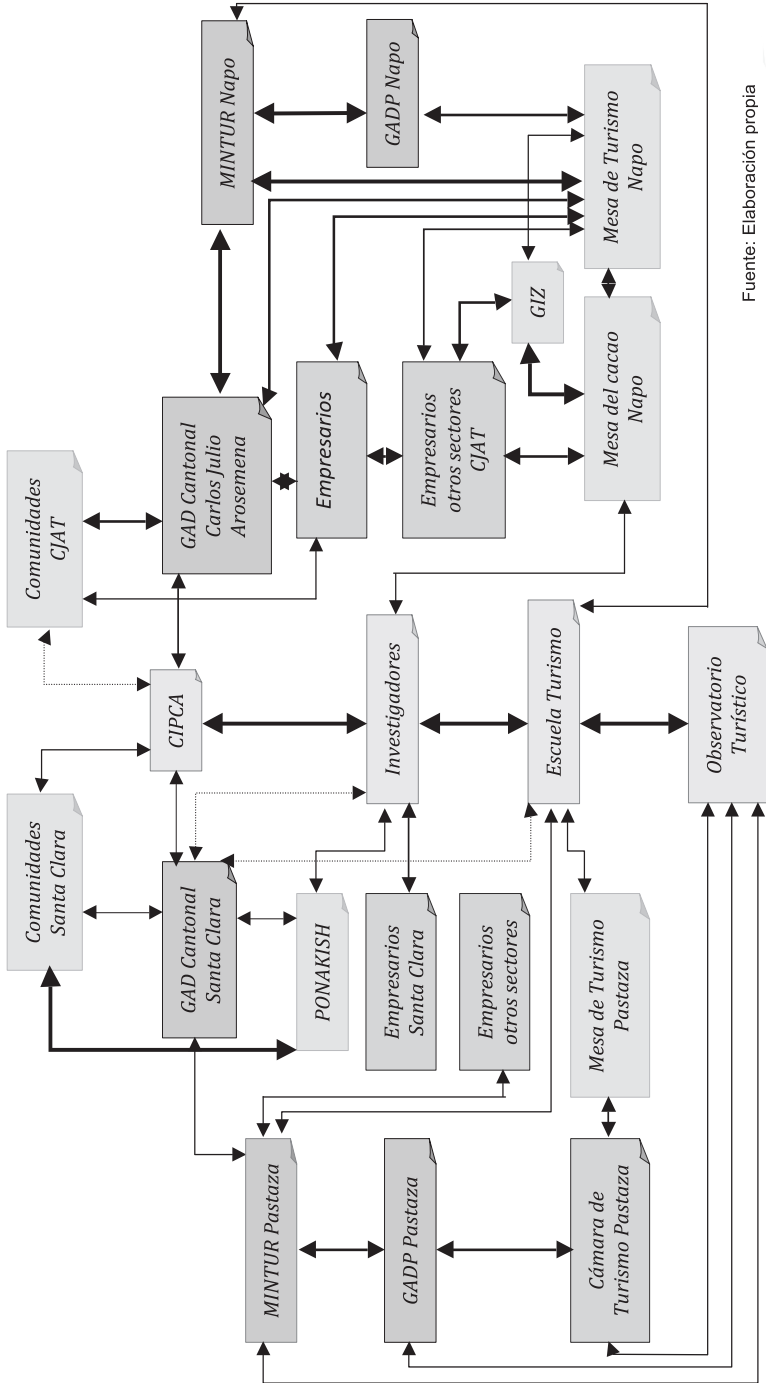 Comunidades
Santa Clara
Comunidades
CJAT
GAD Cantonal
Santa Clara
CIPCA
GAD Cantonal
Carlos Julio
Arosemena
MINTUR Napo
MINTUR Pastaza
PONAKISH
Empresarios
GADP Pastaza
Empresarios
Santa Clara
Investigadores
Empresarios
otros sectores
CJAT
GADP Napo
Empresarios
otros sectores
GIZ
Cámara de
Turismo Pastaza
Mesa de Turismo
Pastaza
Escuela Turismo
Mesa del cacao
Napo
Mesa de Turismo
Napo
Observatorio
Turístico
Fuente: Elaboración propia